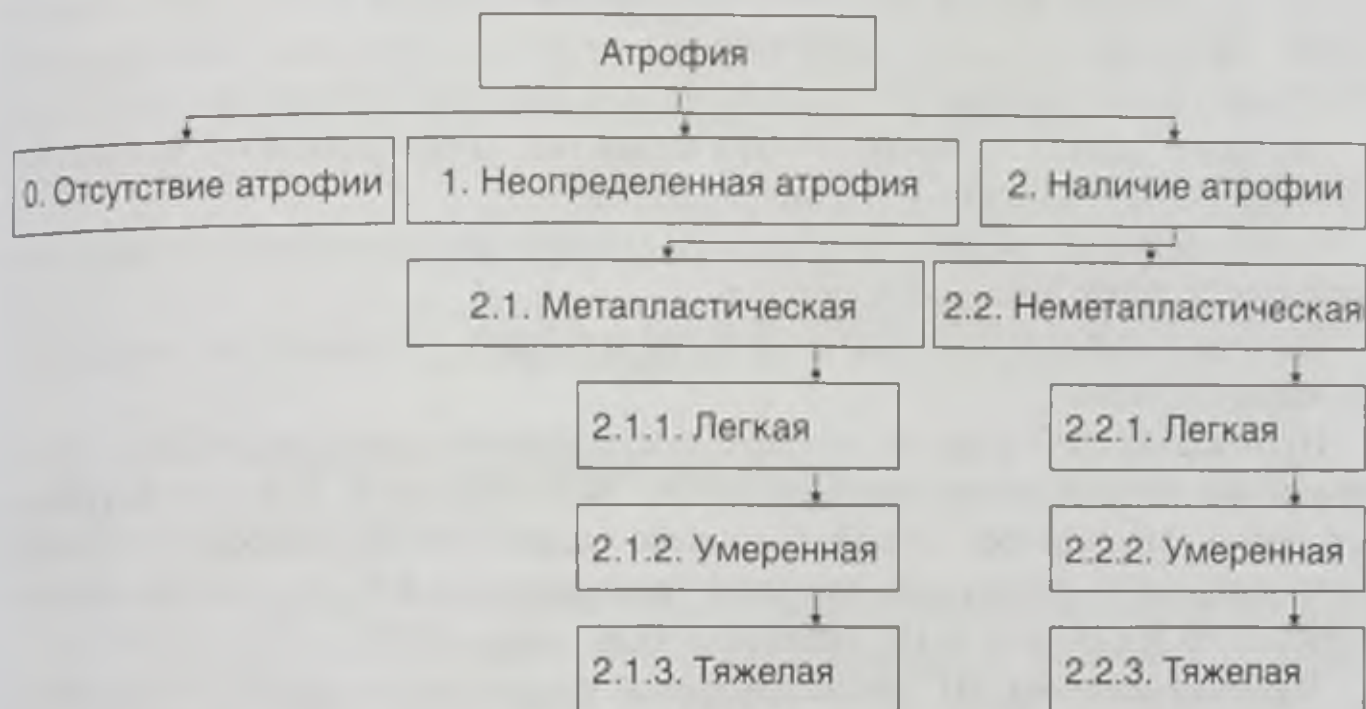 Атрофия
0. Отсутствие атрофии
1. Неопределенная атрофия
2. Наличие атрофии
2.1. Метапластическая
2.2. Неметапластическая
2.1.1. Легкая
2.2.1. Легкая
2.1.2. Умеренная
2.2.2. Умеренная
2.1.3. Тяжелая
2.2.3. Тяжелая